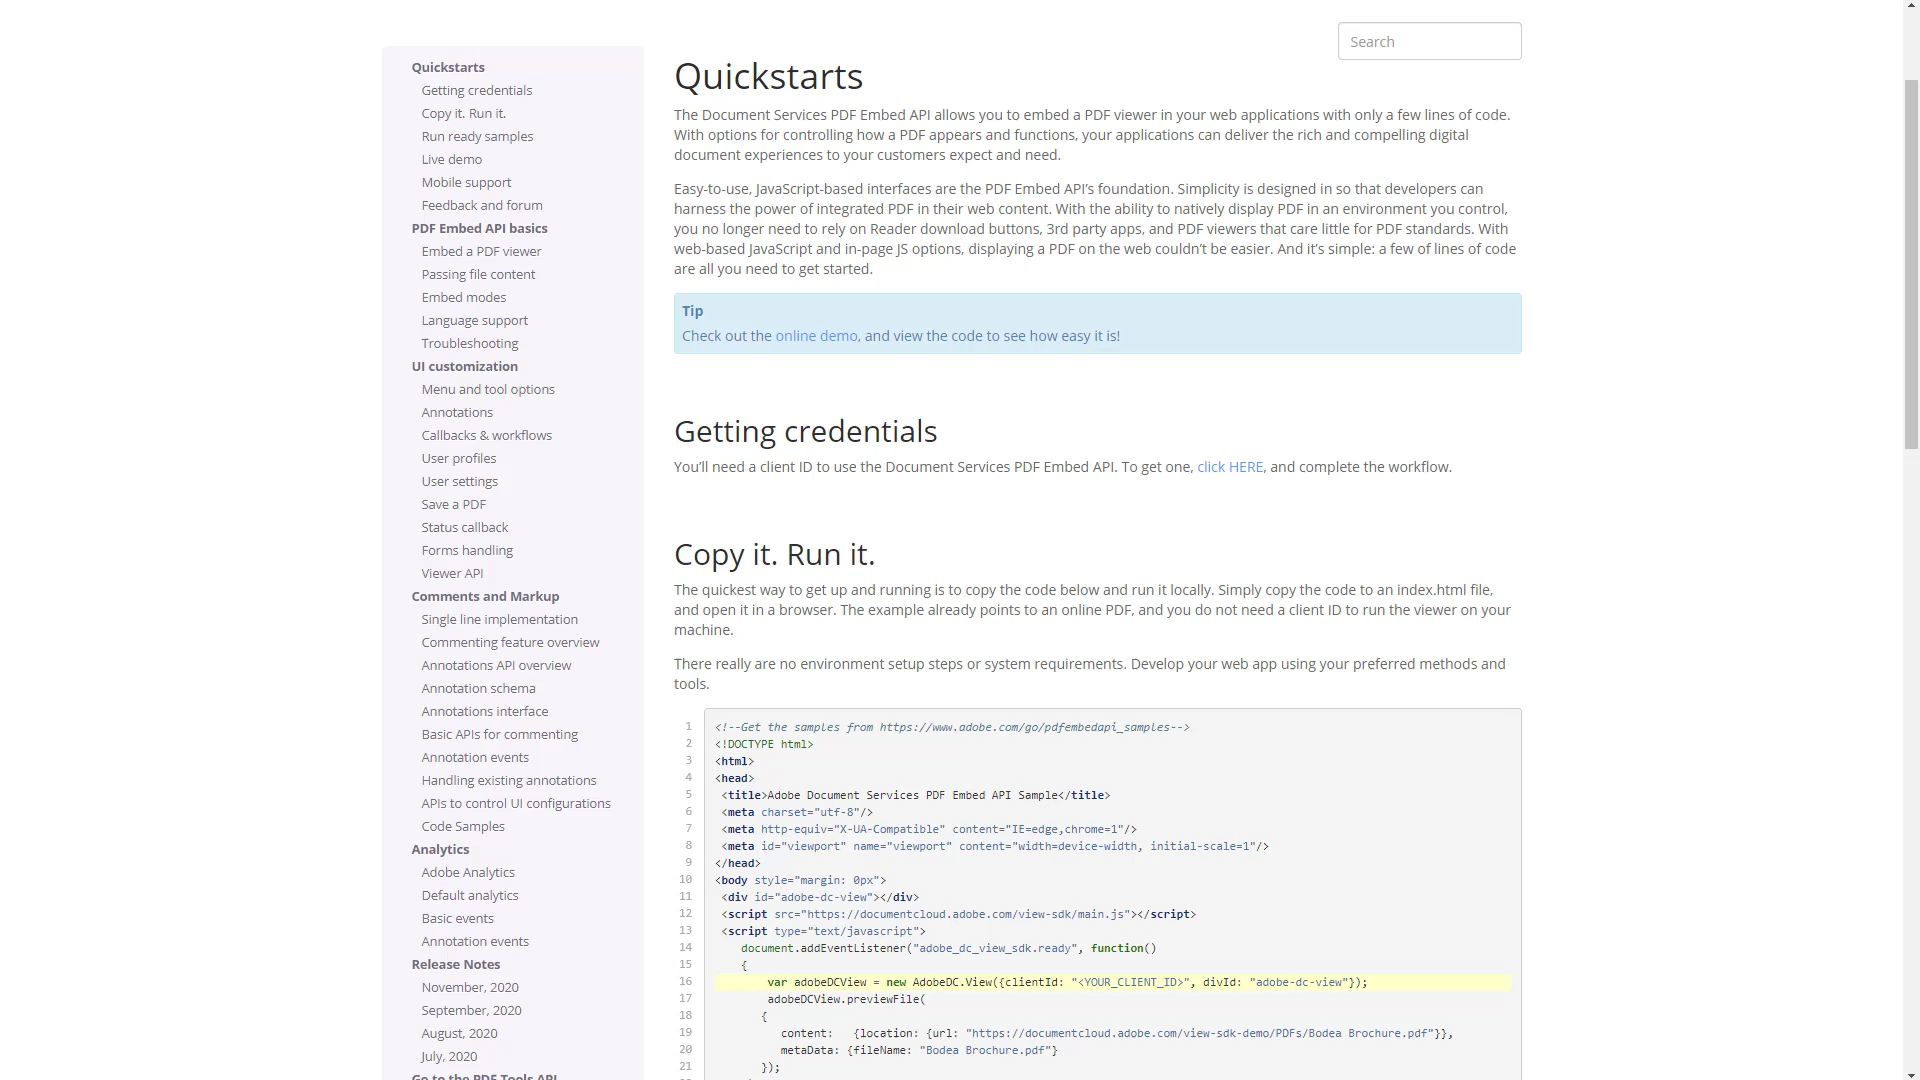 Search
Quickstarts
Getting credentials
Copy it. Run it.
Run ready samples
Live demo
Mobile support
Feedback and forum
PDF Embed API basics
Embed a PDF viewer
Passing file content
Embed modes
Language support
Troubleshooting
UI customization
Menu and tool options
Annotations
Callbacks & workflows
User profiles
User settings
Save a PDF
Status callback
Forms handling
Viewer API
Comments and Markup
Single line implementation
Commenting feature overview
Annotations API overview
Annotation schema
Annotations interface
Basic APIs for commenting
Annotation events
Handling existing annotations
APIs to control UI configurations
Code Samples
Analytics
Adobe Analytics
Default analytics
Basic events
Annotation events
Release Notes
November, 2020
September, 2020
August, 2020
July, 2020
Go to the PDF Tools API
Quickstarts
The Document Services PDF Embed API allows you to embed a PDF viewer in your web applications with only a few lines of code.
With options for controlling how a PDF appears and functions, your applications can deliver the rich and compelling digital
document experiences to your customers expect and need.
Easy-to-use, JavaScript-based interfaces are the PDF Embed API’s foundation. Simplicity is designed in so that developers can
harness the power of integrated PDF in their web content. With the ability to natively display PDF in an environment you control,
you no longer need to rely on Reader download buttons, 3rd party apps, and PDF viewers that care little for PDF standards. With
web-based JavaScript and in-page JS options, displaying a PDF on the web couldn’t be easier. And it’s simple: a few of lines of code
are all you need to get started.
Tip
Check out the online demo, and view the code to see how easy it is!
Getting credentials
You’ll need a client ID to use the Document Services PDF Embed API. To get one, click HERE, and complete the workflow.
Copy it. Run it.
The quickest way to get up and running is to copy the code below and run it locally. Simply copy the code to an index.html file,
and open it in a browser. The example already points to an online PDF, and you do not need a client ID to run the viewer on your
machine.
There really are no environment setup steps or system requirements. Develop your web app using your preferred methods and
tools.
1 <!--Get the samples from https://www.adobe.com/go/pdfembedapi_samples-->
2 <!DOCTYPE html>
3 <html>
4 <head>
5 <title>Adobe Document Services PDF Embed API Sample</title>
6 <meta charset="utf-8"/>
7 <meta http-equiv="X-UA-Compatible" content="IE=edge,chrome=1"/>
8 <meta id="viewport" name="viewport" content="width=device-width, initial-scale=1"/>
9 </head>
10 <body style="margin: 0px">
11 <div id="adobe-dc-view"></div>
12 <script src="https://documentcloud.adobe.com/view-sdk/main.js"></script>
13 <script type="text/javascript">
14 document.addEventListener("adobe_dc_view_sdk.ready", function()
15 {
16 var adobeDCView = new AdobeDC.View({clientId: "<YOUR_CLIENT_ID>", divId: "adobe-dc-view"});
17 adobeDCView.previewFile(
18 {
19 content: {location: {url: "https://documentcloud.adobe.com/view-sdk-demo/PDFs/Bodea Brochure.pdf"}},
20 metaData: {fileName: "Bodea Brochure.pdf"}
21 });